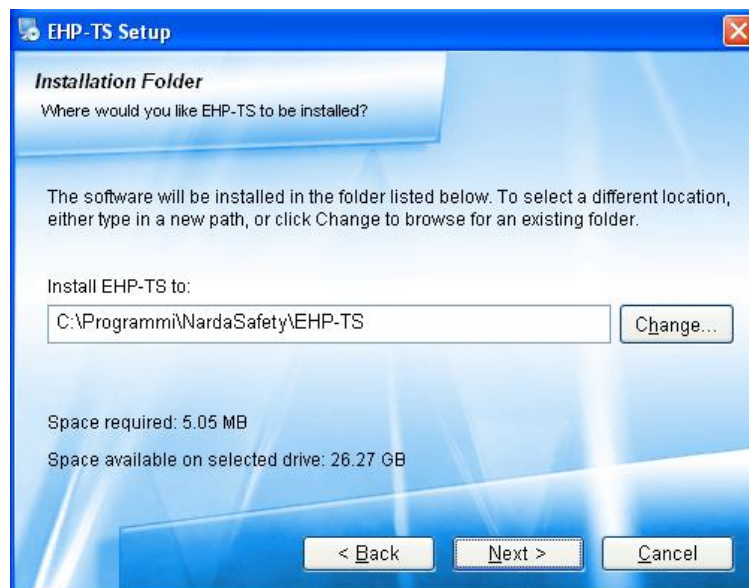 EHP-TS Setup
Installation Folder
Where would you like EHP-TS to be installed?
The software will be installed in the folder listed below. To select a different location,
either type in a new path, or click Change to browse for an existing folder.
Install EHP-TS to:
C:\Programmi\NardaSafety\EHP-TS
Change...
Space required: 5.05 MB
Space available on selected drive: 26.27 GB
< Back
Next >
Cancel